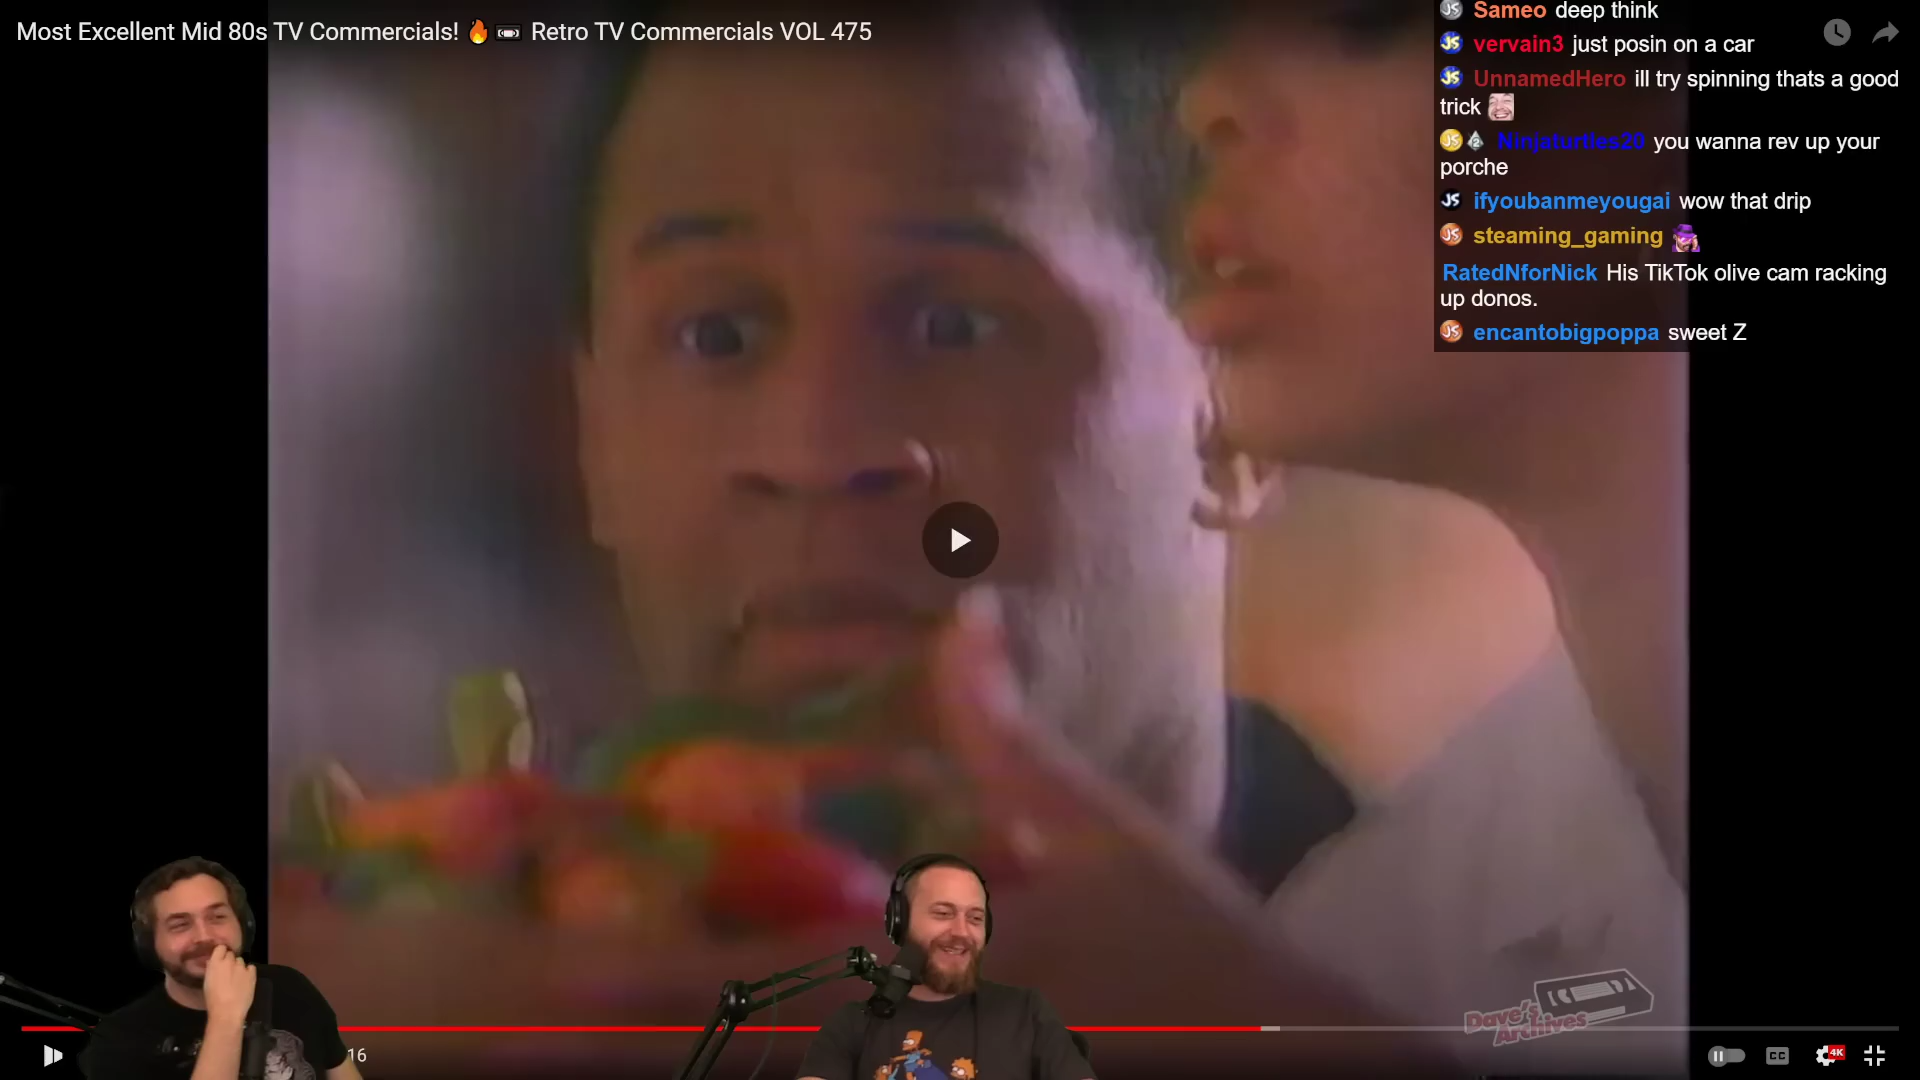 Most Excellent Mid 80s TV Commercials! 🔥📼 Retro TV Commercials VOL 475
Sameo deep think
vervain3 just posin on a car
UnnamedHero ill try spinning thats a good
trick
Ninjaturtles20 you wanna rev up your
porche
ifyoubanmeyougai wow that drip
steaming_gaming
RatedNforNick His TikTok olive cam racking
up donos.
encantobigpoppa sweet Z
Dave's
Archives
16
CC
4K